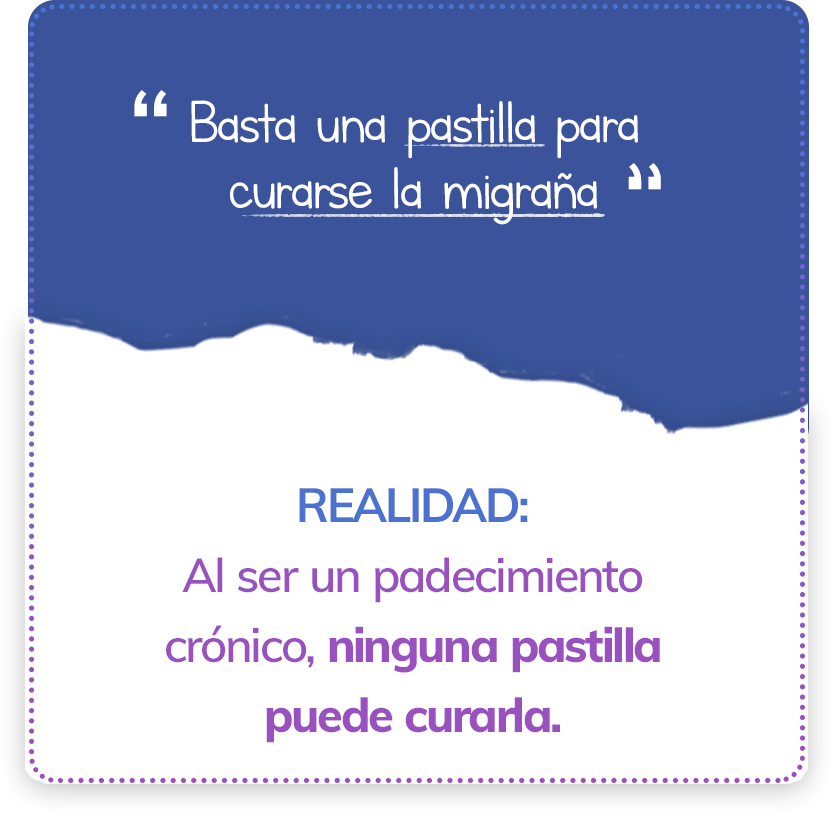 “ Basta una pastilla para
curarse la migraña ”
REALIDAD:
Al ser un padecimiento
crónico, ninguna pastilla
puede curarla.